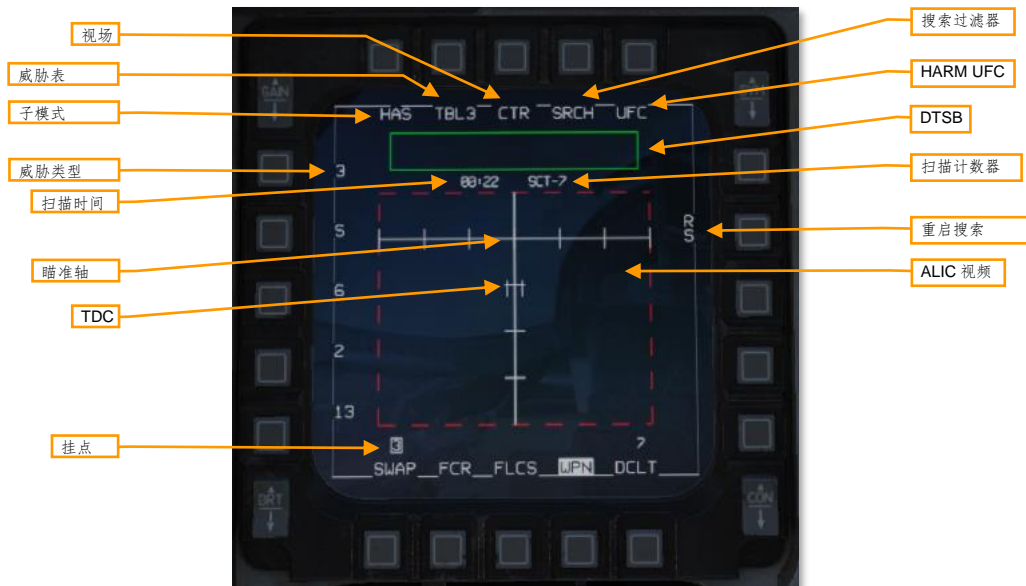 视场
威胁表
子模式
威胁类型
扫描时间
瞄准轴
TDC
挂点
搜索过滤器
HARM UFC
DTSB
扫描计数器
重启搜索
ALIC 视频
GAIN
HAS TBL3 CTR SRCH UFC
3
00:22 SCT-7
S
R
S
6
2
13
3 7
SWAP FCR FLCS WPN DCLT
BRT
CON